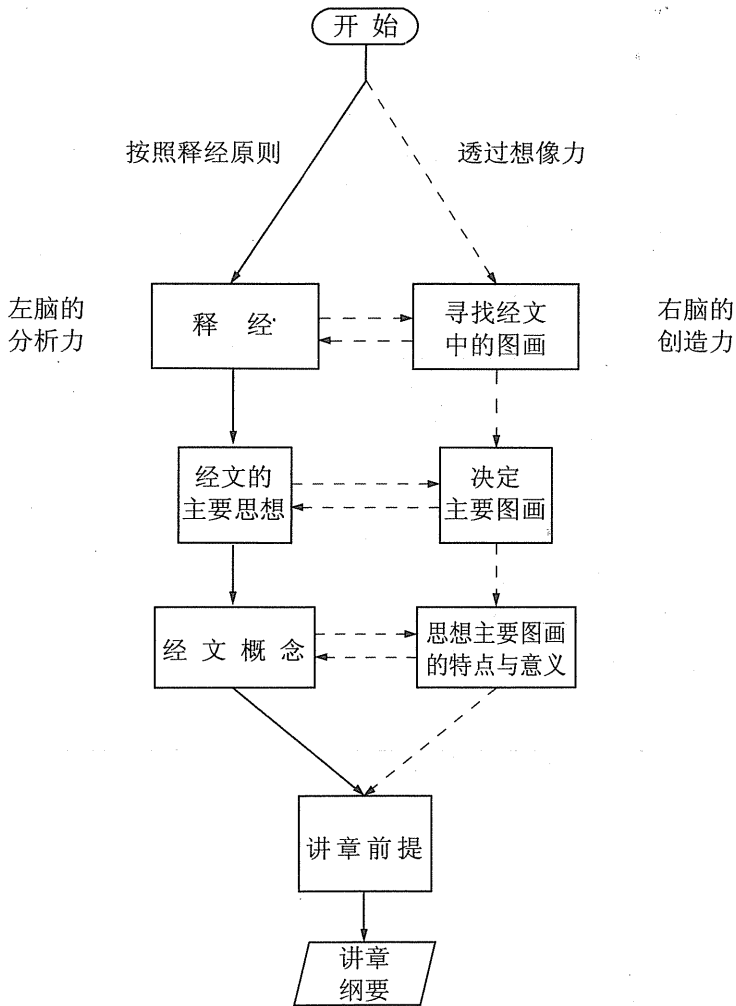 开始
按照释经原则
透过想像力
左脑的
分析力
释经
寻找经文
中的图画
右脑的
创造力
经文的
主要思想
决定
主要图画
经文概念
思想主要图画
的特点与意义
讲章前提
讲章
纲要